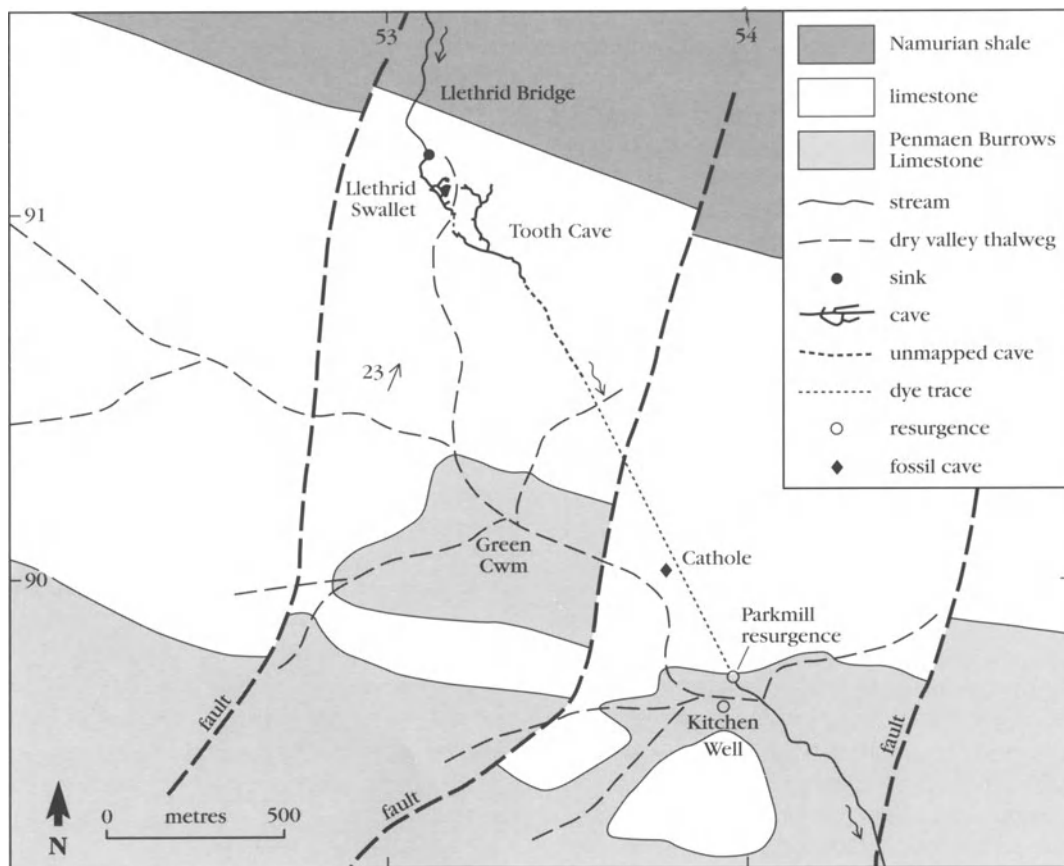 53
54
Llethrid Bridge
Llethrid
Swallet
91
Tooth Cave
23
Green
Cwm
90
Cathole
Parkmill
resurgence
Kitchen
Well
fault
fault
fault
N
0 metres 500
Namurian shale
limestone
Penmaen Burrows
Limestone
stream
dry valley thalweg
sink
cave
unmapped cave
dye trace
resurgence
fossil cave